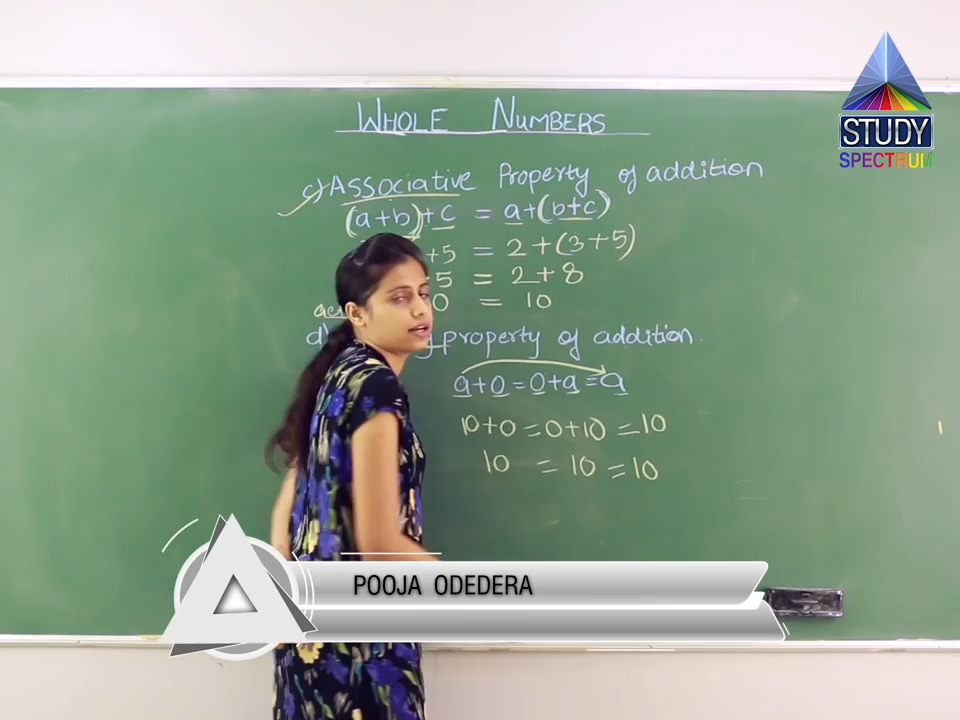 WHOLE NUMBERS
STUDY
SPECTRUM
c) Associative Property of addition
(a+b)+c = a+(b+c)
+5 = 2+(3+5)
5 = 2+8
0 = 10
d) property of addition.
a+0=0+a=a
10+0=0+10=10
10 = 10 = 10
POOJA ODEDERA